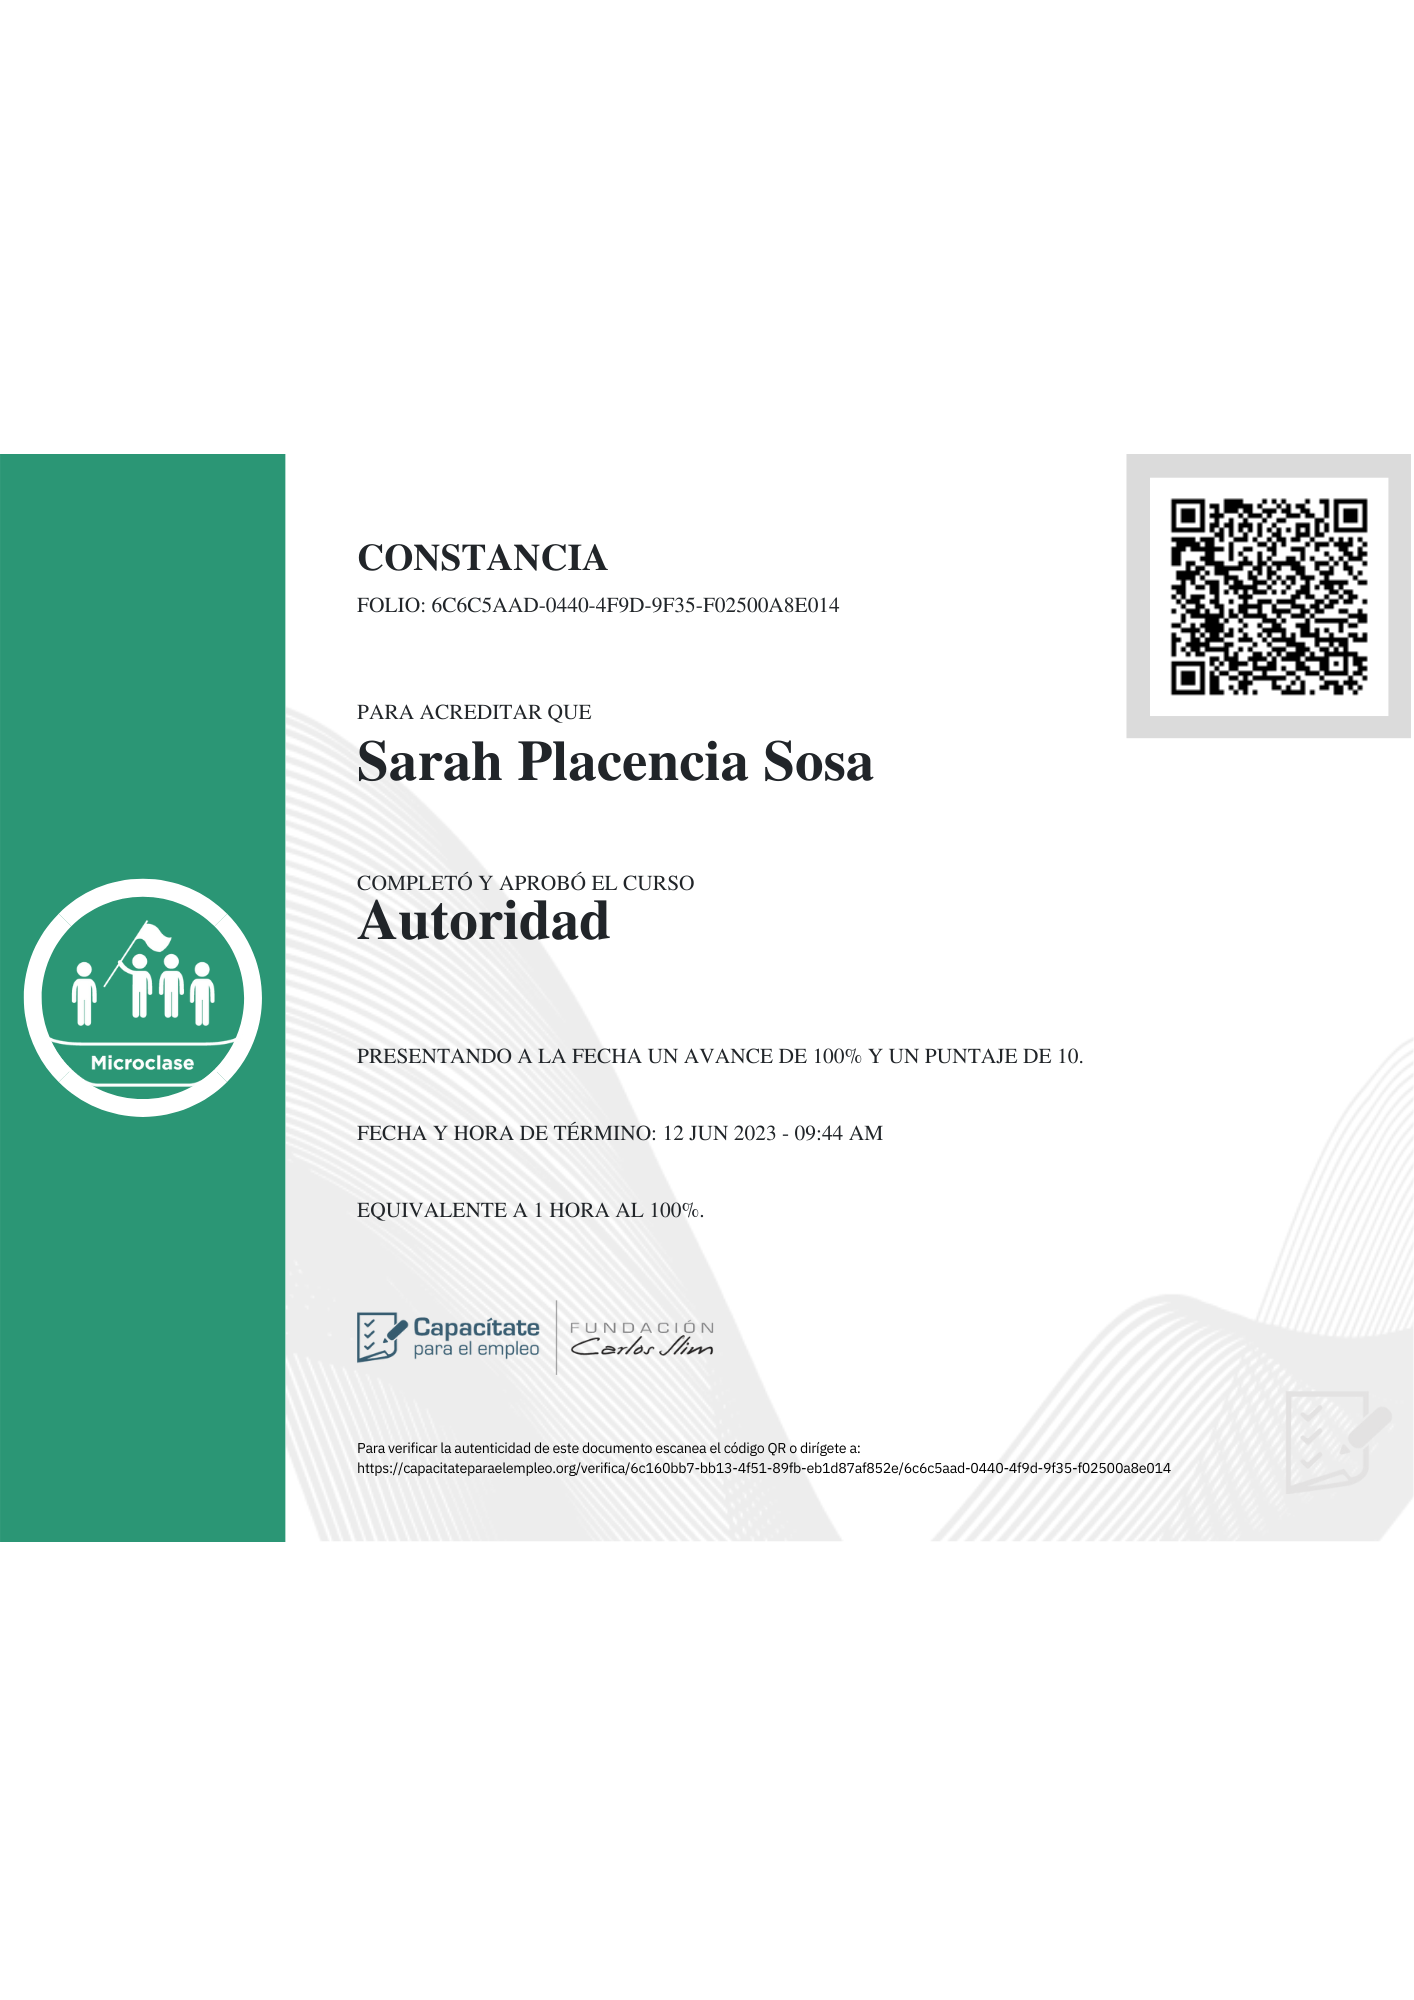 CONSTANCIA
FOLIO: 6C6C5AAD-0440-4F9D-9F35-F02500A8E014
PARA ACREDITAR QUE
Sarah Placencia Sosa
COMPLETÓ Y APROBÓ EL CURSO
Autoridad
Microclase
PRESENTANDO A LA FECHA UN AVANCE DE 100% Y UN PUNTAJE DE 10.
FECHA Y HORA DE TÉRMINO: 12 JUN 2023 - 09:44 AM
EQUIVALENTE A 1 HORA AL 100%.
Capacítate
para el empleo
FUNDACIÓN
Carlos Slim
Para verificar la autenticidad de este documento escanea el código QR o dirígete a:
https://capacitateparaelempleo.org/verifica/6c160bb7-bb13-4f51-89fb-eb1d87af852e/6c6c5aad-0440-4f9d-9f35-f02500a8e014